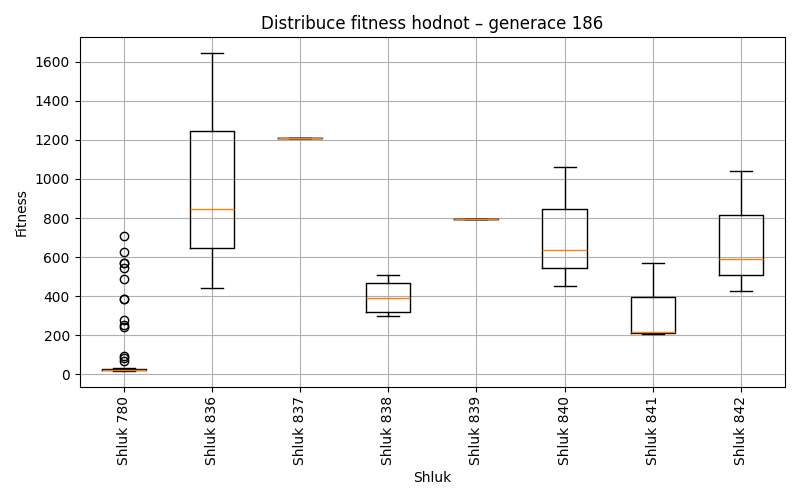 Distribuce fitness hodnot – generace 186
Fitness
1600
1400
1200
1000
800
600
400
200
0
Shluk 780
Shluk 836
Shluk 837
Shluk 838
Shluk 839
Shluk 840
Shluk 841
Shluk 842
Shluk